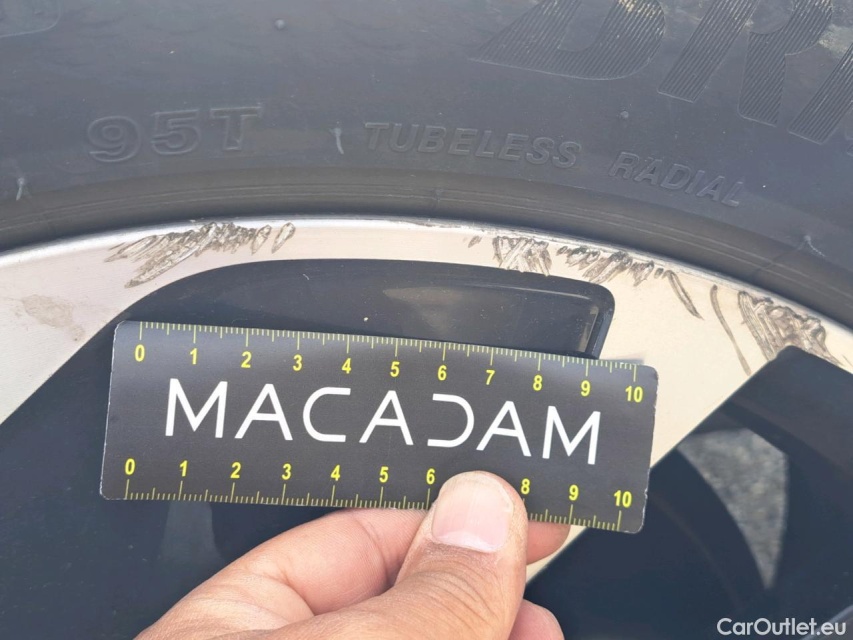 95T TUBELESS RADIAL
0 1 2 3 4 5 6 7 8 9 10
MACADAM
0 1 2 3 4 5 6 8 9 10
CarOutlet.eu